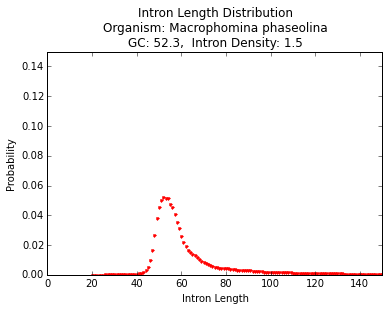 Intron Length Distribution
Organism: Macrophomina phaseolina
GC: 52.3,  Intron Density: 1.5
0.14
0.12
0.10
0.08
0.06
0.04
0.02
0.00
Probability
0 20 40 60 80 100 120 140
Intron Length